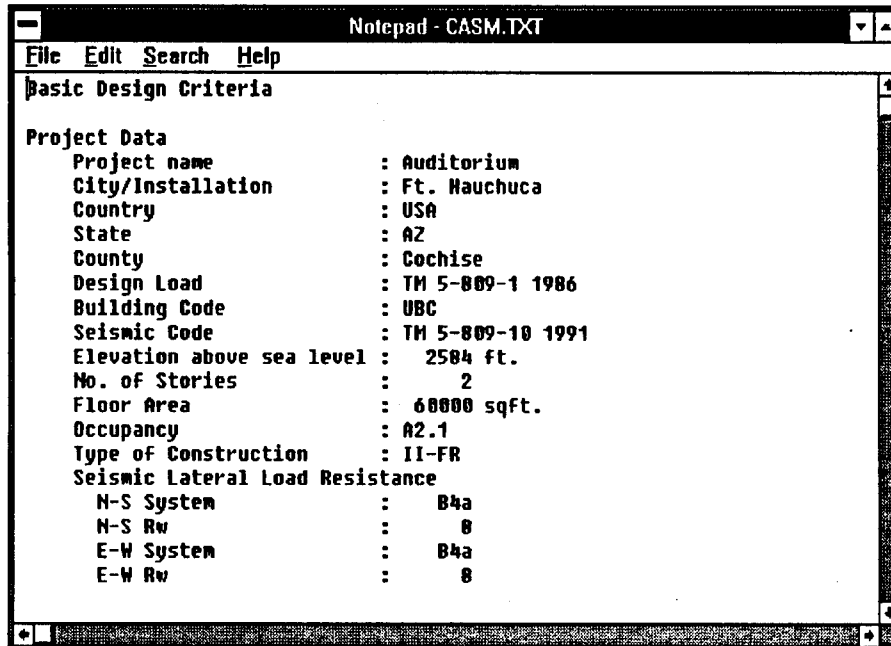 Notepad - CASM.TXT
File Edit Search Help
Basic Design Criteria
Project Data
Project name : Auditorium
City/Installation : Ft. Hauchuca
Country : USA
State : AZ
County : Cochise
Design Load : TM 5-809-1 1986
Building Code : UBC
Seismic Code : TM 5-809-10 1991
Elevation above sea level : 2584 ft.
No. of Stories : 2
Floor Area : 60000 sqft.
Occupancy : A2.1
Type of Construction : II-FR
Seismic Lateral Load Resistance
N-S System : B4a
N-S Rw : 8
E-W System : B4a
E-W Rw : 8